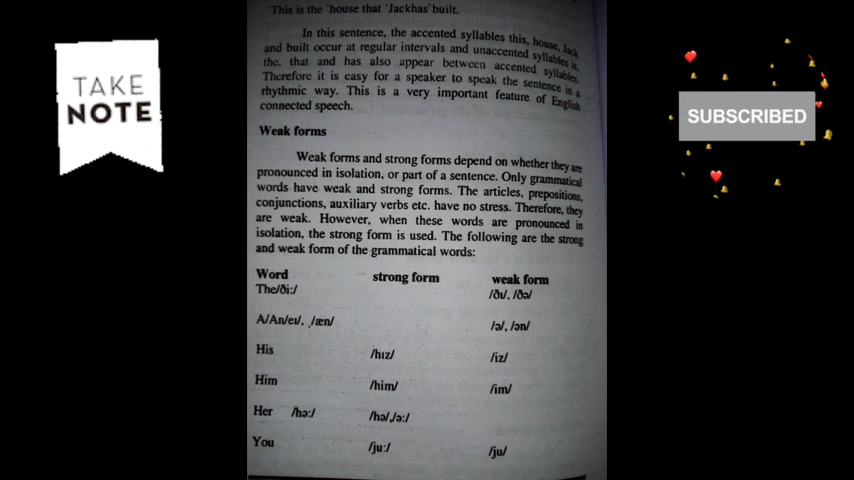 'This is the 'house that 'Jackhas' built.
In this sentence, the accented syllables this, house, Jack
and built occur at regular intervals and unaccented syllables is,
the. that and has also appear between accented syllables.
Therefore it is easy for a speaker to speak the sentence in a
rhythmic way. This is a very important feature of English
connected speech.
Weak forms
Weak forms and strong forms depend on whether they are
pronounced in isolation, or part of a sentence. Only grammatical
words have weak and strong forms. The articles, prepositions,
conjunctions, auxiliary verbs etc. have no stress. Therefore, they
are weak. However, when these words are pronounced in
isolation, the strong form is used. The following are the strong
and weak form of the grammatical words:
Word strong form weak form
The/ði:/ /ðɪ/, /ðə/
A/An/eɪ/, /æn/ /ə/, /ən/
His /hɪz/ /ɪz/
Him /him/ /im/
Her /hə:/ /hə/,/ə:/
You /ju:/ /ju/
TAKE
NOTE
SUBSCRIBED